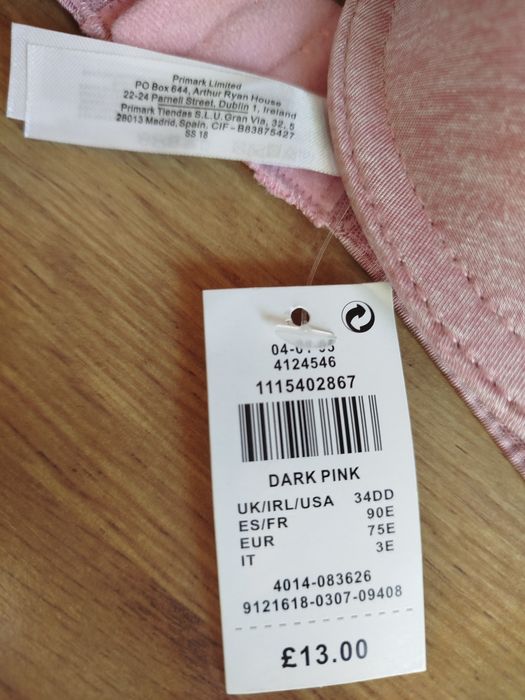 Primark Limited
PO Box 644, Arthur Ryan House
22-24 Parnell Street, Dublin 1, Ireland
Primark Tiendas S.L.U. Gran Via, 32, 5
28013 Madrid, Spain, CIF-B83875427
SS 18
4124546
1115402867
DARK PINK
UK/IRL/USA 34DD
ES/FR 90E
EUR 75E
IT 3E
4014-083626
9121618-0307-09408
£13.00